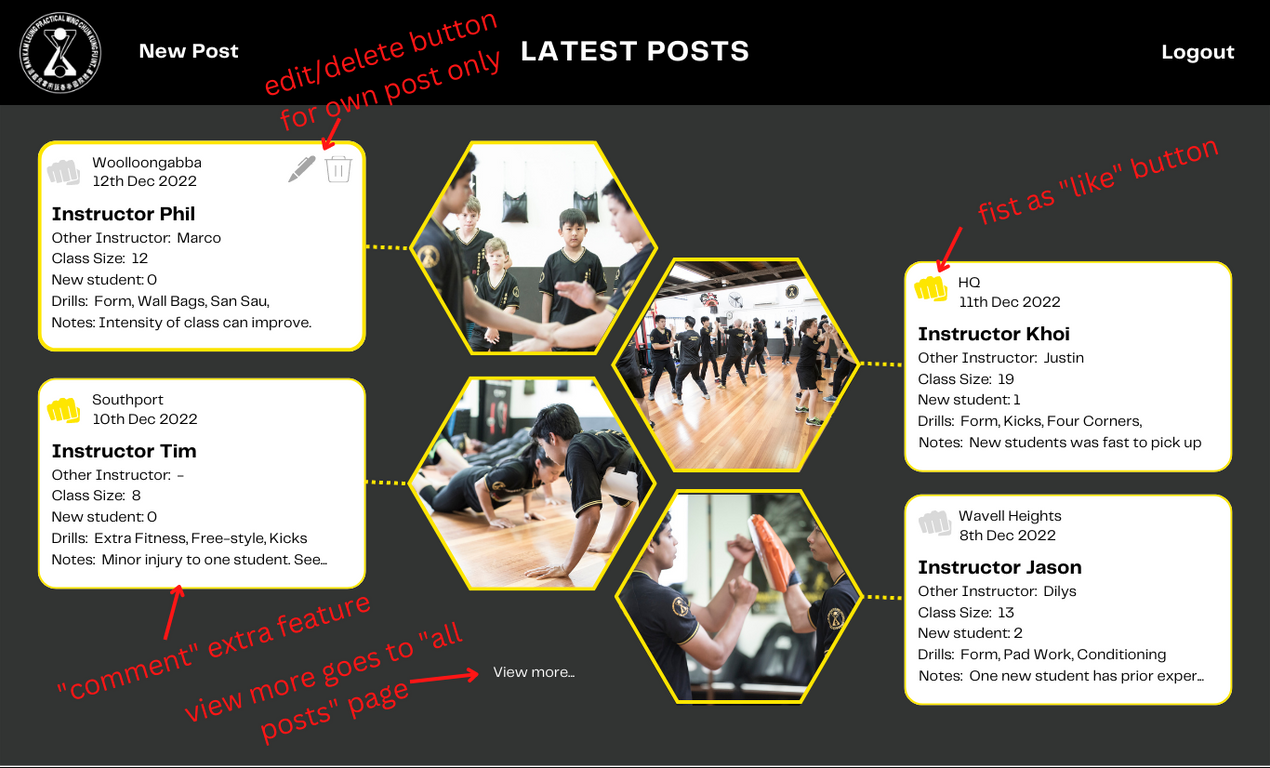 New Post
LATEST POSTS
Logout
edit/delete button
for own post only
Woolloongabba
12th Dec 2022
Instructor Phil
Other Instructor: Marco
Class Size: 12
New student: 0
Drills: Form, Wall Bags, San Sau,
Notes: Intensity of class can improve.
fist as "like" button
HQ
11th Dec 2022
Instructor Khoi
Other Instructor: Justin
Class Size: 19
New student: 1
Drills: Form, Kicks, Four Corners,
Notes: New students was fast to pick up
Southport
10th Dec 2022
Instructor Tim
Other Instructor: -
Class Size: 8
New student: 0
Drills: Extra Fitness, Free-style, Kicks
Notes: Minor injury to one student. See...
Wavell Heights
8th Dec 2022
Instructor Jason
Other Instructor: Dilys
Class Size: 13
New student: 2
Drills: Form, Pad Work, Conditioning
Notes: One new student has prior exper...
"comment" extra feature
view more goes to "all
posts" page
View more...